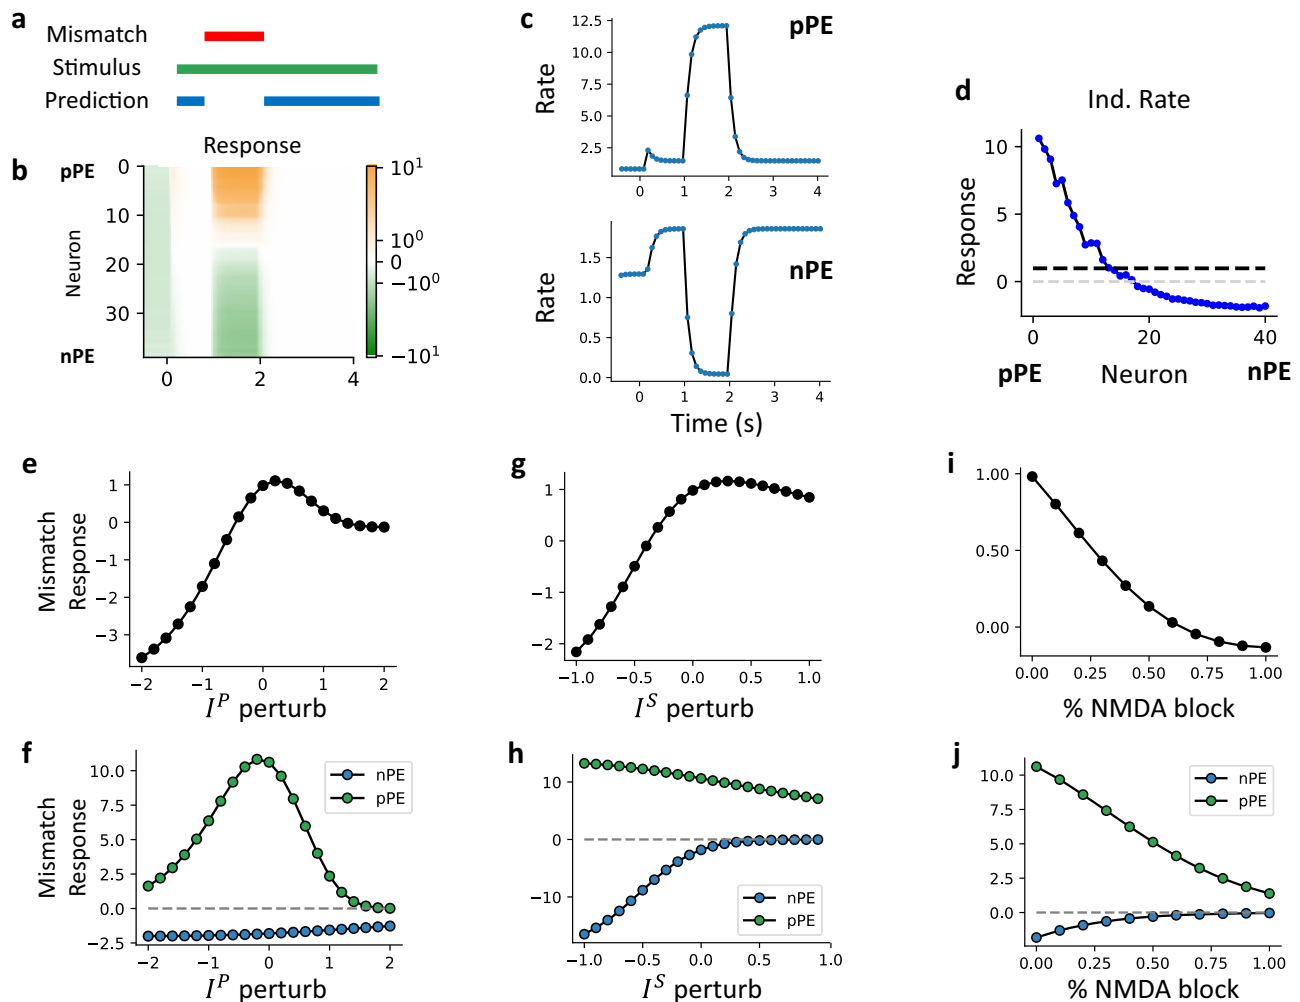 a
Mismatch
Stimulus
Prediction
b
Response
pPE
nPE
Neuron
0
10
20
30
0
2
4
10¹
10⁰
0
−10⁰
−10¹
c
pPE
Rate
12.5
10.0
7.5
5.0
2.5
0
1
2
3
4
nPE
Rate
1.5
1.0
0.5
0.0
0
1
2
3
4
Time (s)
d
Ind. Rate
Response
10
5
0
0
20
40
pPE
Neuron
nPE
e
Mismatch
Response
1
0
−1
−2
−3
−2
−1
0
1
2
I^P perturb
g
1
0
−1
−2
−1.0
−0.5
0.0
0.5
1.0
I^S perturb
i
1.00
0.50
0.00
0.00
0.25
0.50
0.75
1.00
% NMDA block
f
Mismatch
Response
10.0
7.5
5.0
2.5
0.0
−2.5
nPE
pPE
−2
−1
0
1
2
I^P perturb
h
10
0
−10
nPE
pPE
−1.0
−0.5
0.0
0.5
1.0
I^S perturb
j
10.0
7.5
5.0
2.5
0.0
nPE
pPE
0.00
0.25
0.50
0.75
1.00
% NMDA block